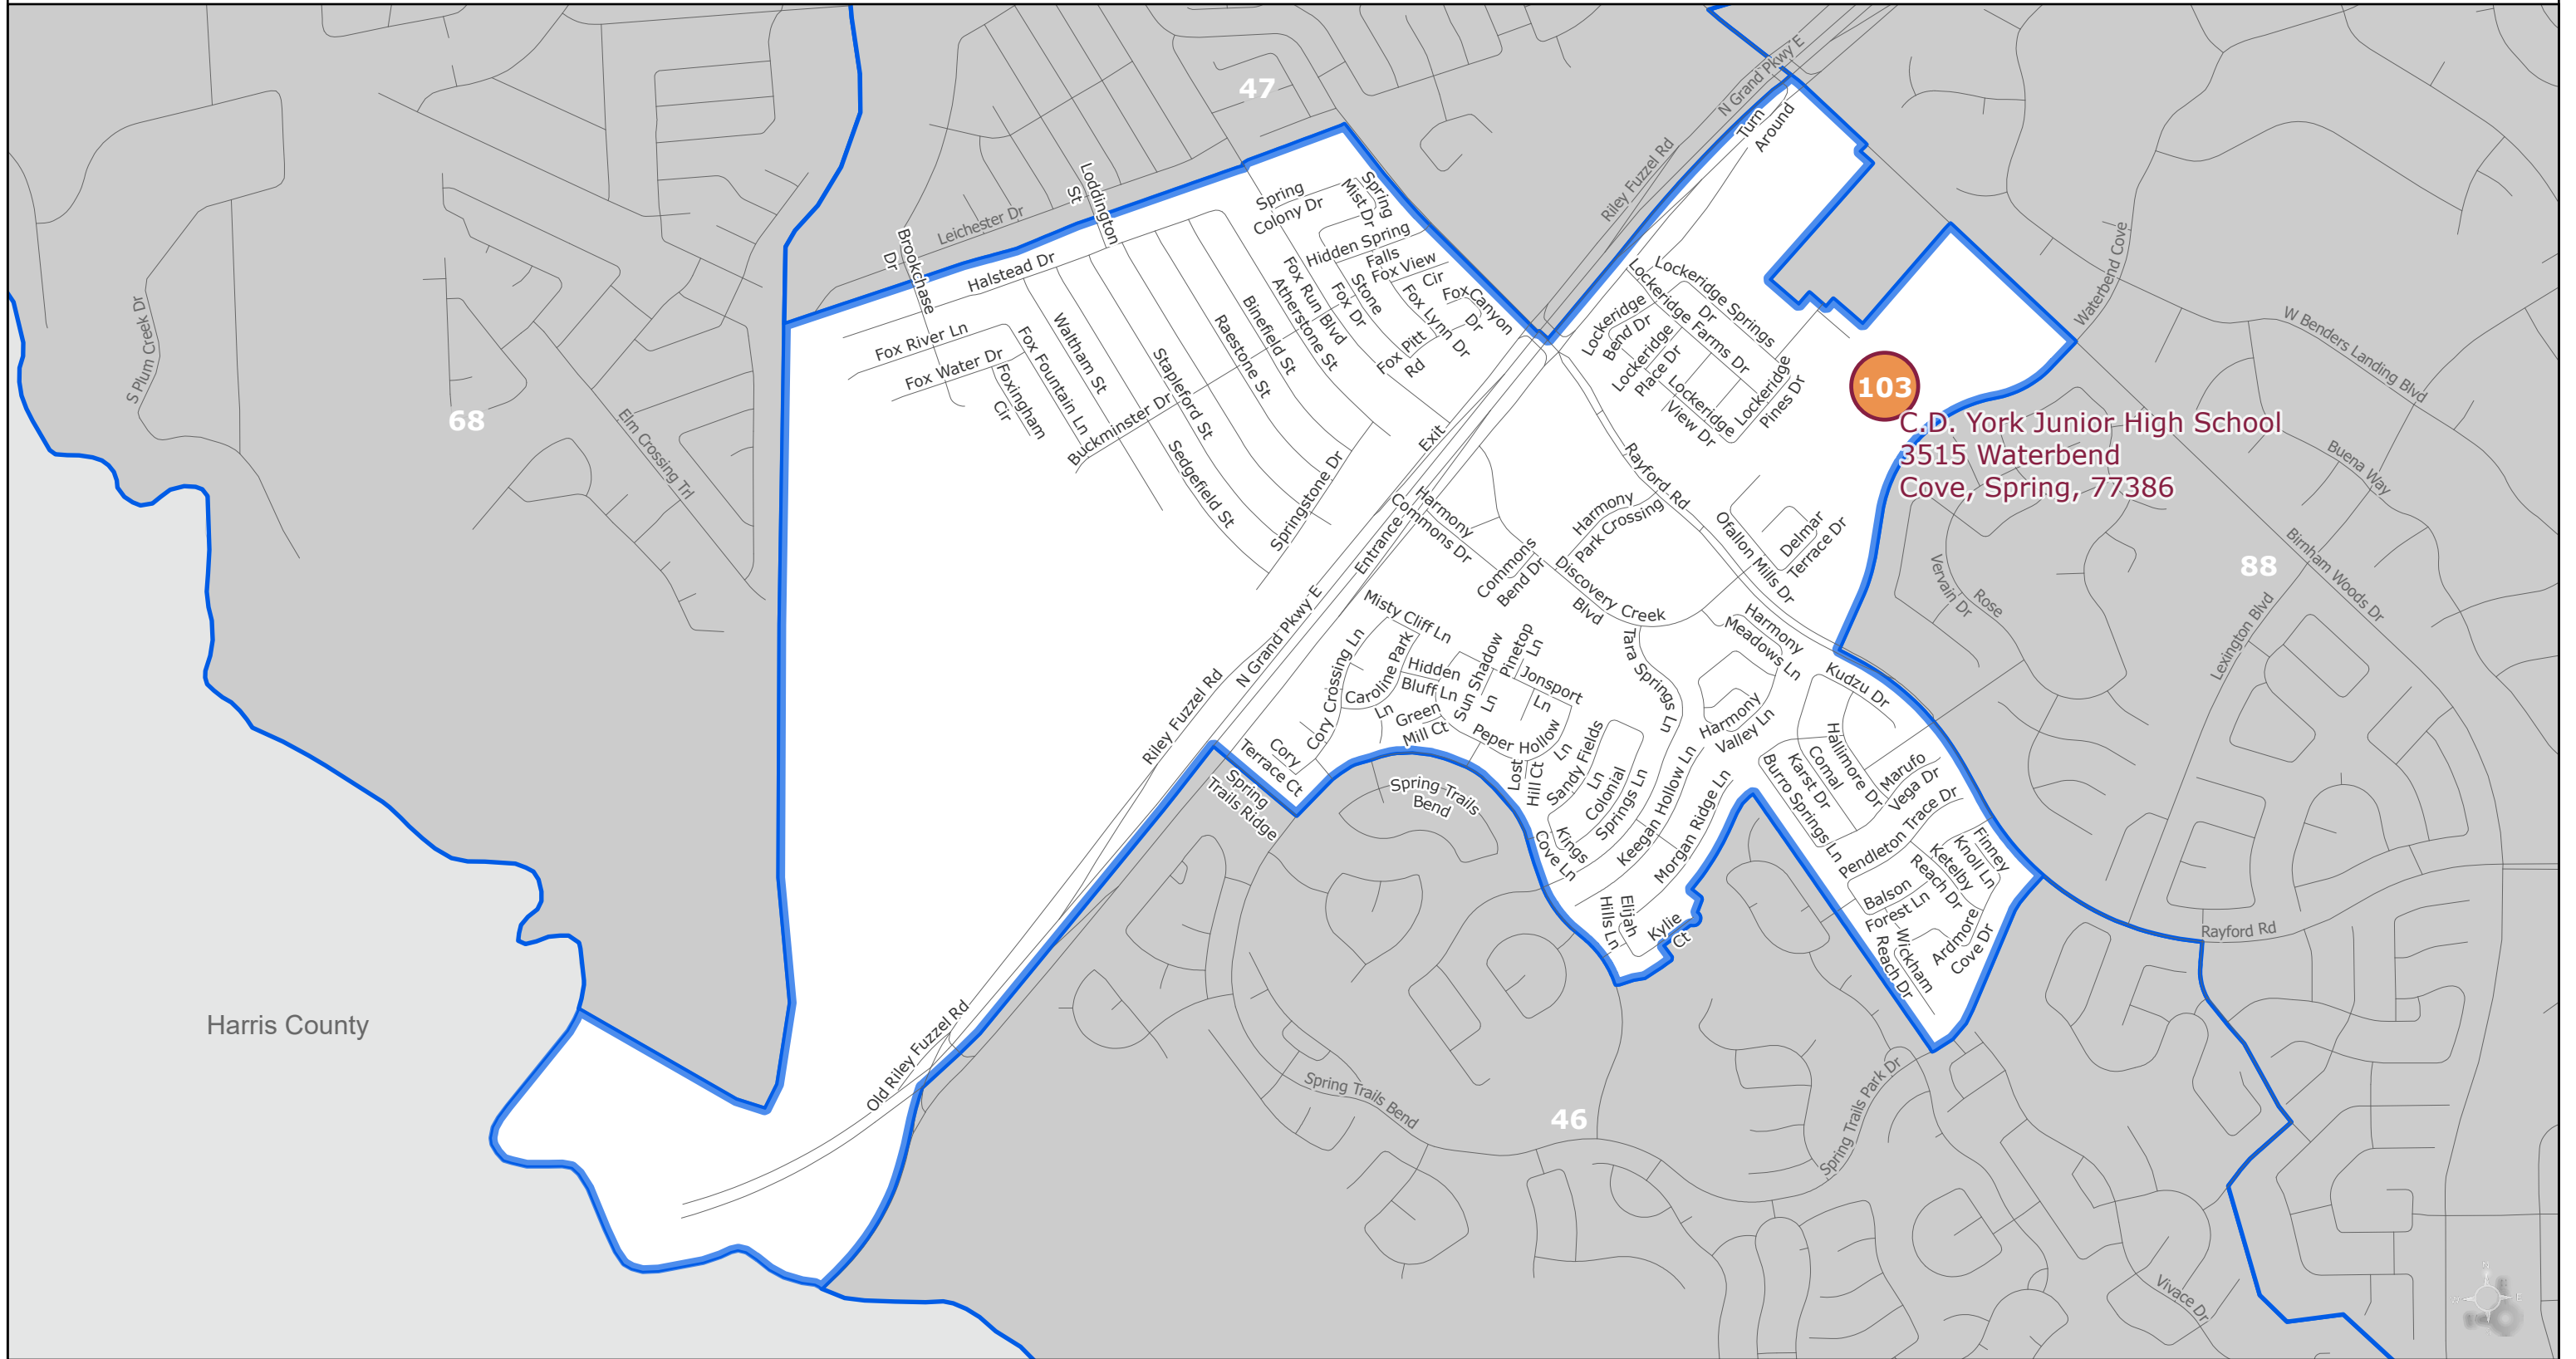 N Grand Pkwy E
47
Turn
Around
Riley Fuzzel Rd
Loddington
St
Leichester Dr
Spring
Colony Dr
Spring
Mist Dr
Brookchase
Dr
Halstead Dr
Hidden Spring
Falls
Fox View
Cir
Fox Canyon
Dr
Fox Run Blvd
Stone
Fox Dr
Fox Lynn Dr
Fox Pitt
Rd
Atherstone St
Binefield St
Raestone St
Fox River Ln
Fox Water Dr
Foxingham
Cir
Fox Fountain Ln
Waltham St
Stapleford St
Buckminster Dr
Sedgefield St
Springstone Dr
Lockeridge Springs
Dr
Lockeridge Farms Dr
Lockeridge
Bend Dr
Lockeridge
Place Dr
Lockeridge
View Dr
Lockeridge
Pines Dr
Waterbend Cove
W Benders Landing Blvd
S Plum Creek Dr
68
Elm Crossing Trl
103
C.D. York Junior High School
3515 Waterbend
Cove, Spring, 77386
Buena Way
Birnham Woods Dr
88
Lexington Blvd
Vervain Dr
Rose
Exit
Entrance
Harmony
Commons Dr
Rayford Rd
Harmony
Park Crossing
Commons
Bend Dr
Discovery Creek
Blvd
Ofallon Mills Dr
Delmar
Terrace Dr
Harmony
Meadows Ln
Misty Cliff Ln
N Grand Pkwy E
Riley Fuzzel Rd
Cory Crossing Ln
Caroline Park
Ln
Hidden
Bluff Ln
Green
Mill Ct
Sun Shadow
Ln
Pinetop
Ln
Jonsport
Ln
Peper Hollow
Ln
Tara Springs Ln
Harmony
Valley Ln
Kudzu Dr
Hallimore Dr
Comal
Karst Dr
Burro Springs Ln
Marufo
Vega Dr
Pendleton Trace Dr
Finney
Knoll Ln
Ketelby
Reach Dr
Balson
Forest Ln
Ardmore
Cove Dr
Wickham
Reach Dr
Cory
Terrace Ct
Spring
Trails Ridge
Spring Trails
Bend
Lost
Hill Ct
Sandy Fields
Ln
Colonial
Springs Ln
Kings
Cove Ln
Keegan Hollow Ln
Morgan Ridge Ln
Elijah
Hills Ln
Kylie
Ct
Rayford Rd
Harris County
Old Riley Fuzzel Rd
Spring Trails Bend
46
Spring Trails Park Dr
Vivace Dr